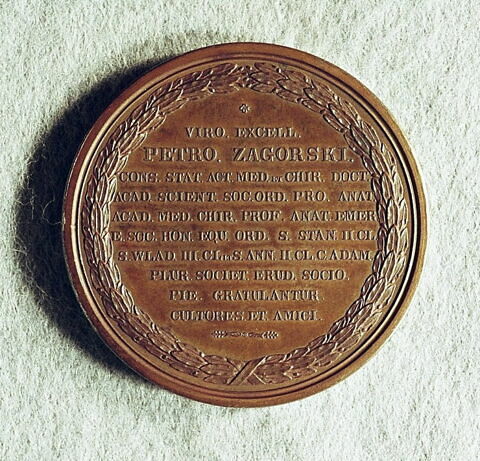 VIRO. EXCELL.
PETRO. ZAGORSKI.
CONS. STAT ACT MED. ET CHIR. DOCT
ACAD. SCIENT. SOC. ORD. PRO. ANAT
ACAD. MED. CHIR. PROF. ANAT. EMER
E. SOC. HON. EQU. ORD. S. STAN. II CL
S. WLAD III. CL. ET S. ANN. II CL. C. ADAM.
PLUR. SOCIET. ERUD. SOCIO.
PIE. GRATULANTUR.
CULTORES. ET AMICI.